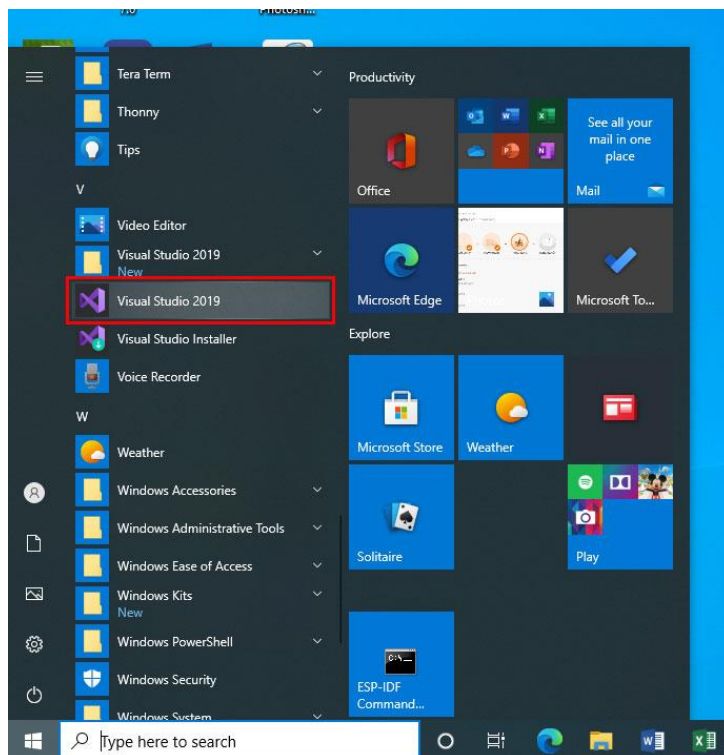 7.0
Photosh...
Tera Term
Thonny
Tips
V
Video Editor
Visual Studio 2019
New
Visual Studio 2019
Visual Studio Installer
Voice Recorder
W
Weather
Windows Accessories
Windows Administrative Tools
Windows Ease of Access
Windows Kits
New
Windows PowerShell
Windows Security
Windows System
Productivity
Office
See all your
mail in one
place
Mail
Microsoft Edge
Microsoft To...
Explore
Microsoft Store
Weather
Solitaire
Play
C:\_
ESP-IDF
Command...
Type here to search